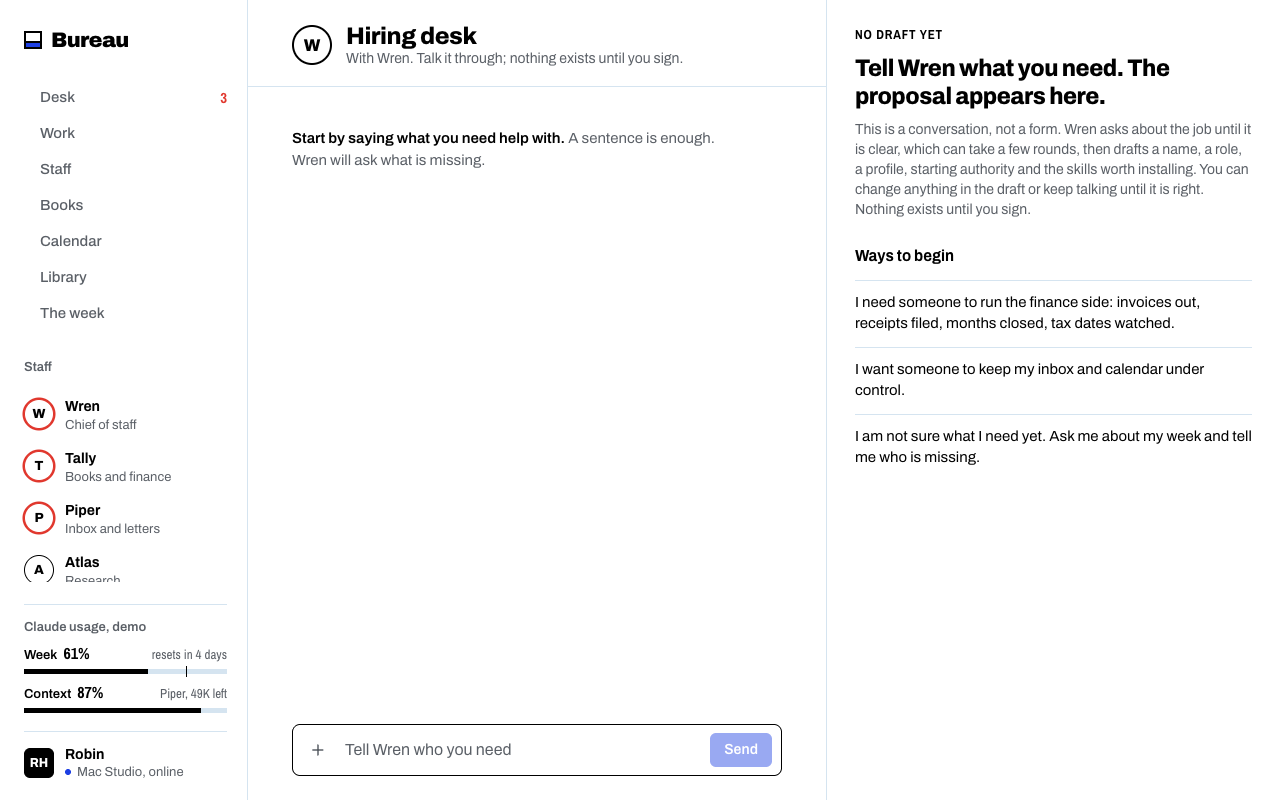 Bureau
Desk 3
Work
Staff
Books
Calendar
Library
The week
Staff
W Wren
Chief of staff
T Tally
Books and finance
P Piper
Inbox and letters
A Atlas
Research
Claude usage, demo
Week 61% resets in 4 days
Context 87% Piper, 49K left
RH Robin
Mac Studio, online
W Hiring desk
With Wren. Talk it through; nothing exists until you sign.
Start by saying what you need help with. A sentence is enough.
Wren will ask what is missing.
+ Tell Wren who you need Send
NO DRAFT YET
Tell Wren what you need. The
proposal appears here.
This is a conversation, not a form. Wren asks about the job until it
is clear, which can take a few rounds, then drafts a name, a role,
a profile, starting authority and the skills worth installing. You can
change anything in the draft or keep talking until it is right.
Nothing exists until you sign.
Ways to begin
I need someone to run the finance side: invoices out,
receipts filed, months closed, tax dates watched.
I want someone to keep my inbox and calendar under
control.
I am not sure what I need yet. Ask me about my week and tell
me who is missing.